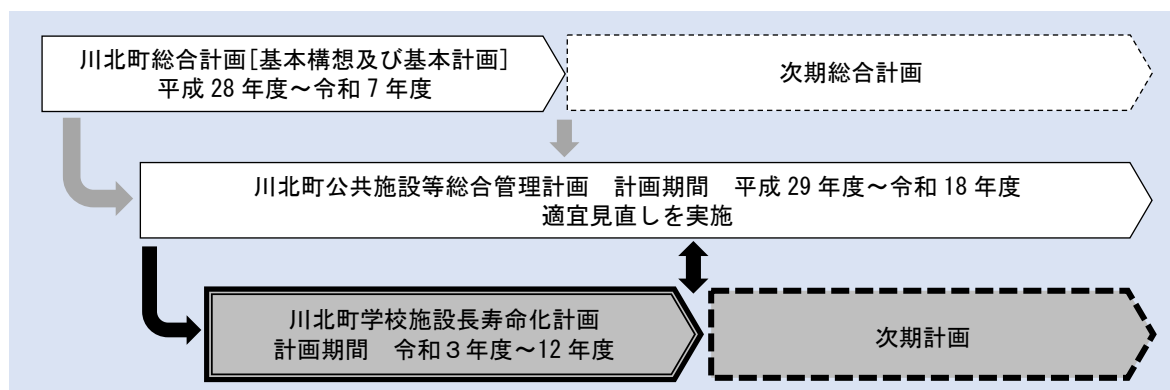 川北町総合計画[基本構想及び基本計画]
平成 28 年度～令和 7 年度
次期総合計画
川北町公共施設等総合管理計画　計画期間　平成 29 年度～令和 18 年度
適宜見直しを実施
川北町学校施設長寿命化計画
計画期間　令和３年度～12 年度
次期計画